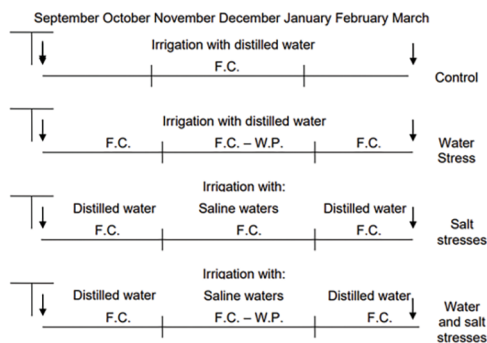 September October November December January February March
Irrigation with distilled water
F.C.
Control
Irrigation with distilled water
F.C. F.C. – W.P. F.C.
Water
Stress
Irrigation with:
Distilled water Saline waters Distilled water
F.C. F.C. F.C.
Salt
stresses
Irrigation with:
Distilled water Saline waters Distilled water
F.C. F.C. – W.P. F.C.
Water
and salt
stresses